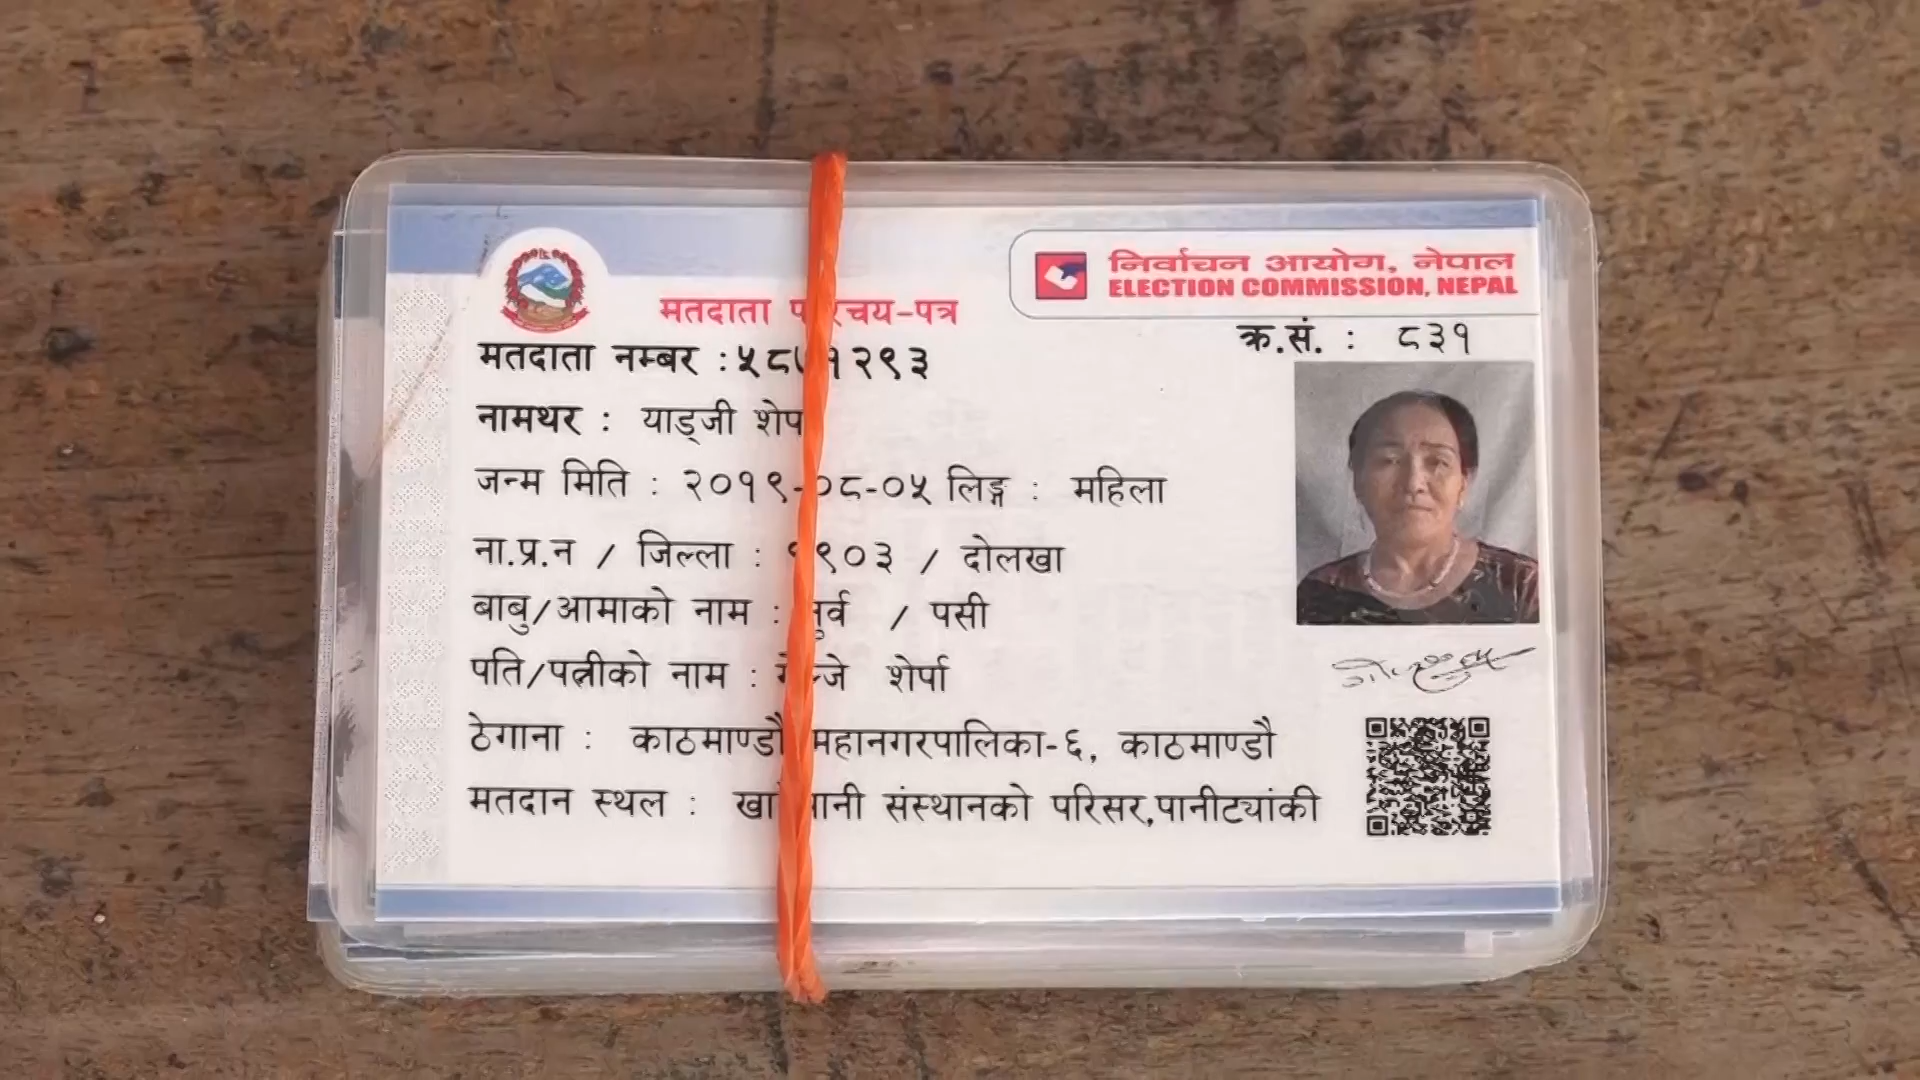 निर्वाचन आयोग, नेपाल
ELECTION COMMISSION, NEPAL
मतदाता
क्र.सं. : ८३१
मतदाता नम्बर :
नामथर : याङ्जी
जन्म मिति : २०१९-०८-०५ लिङ्ग : महिला
ना.प्र.न / जिल्ला : / दोलखा
बाबु/आमाको नाम : / पसी
पति/पत्नीको नाम : शेर्पा
ठेगाना : काठमाण्डौ महानगरपालिका-६, काठमाण्डौ
मतदान स्थल : संस्थानको परिसर,पानीट्यांकी